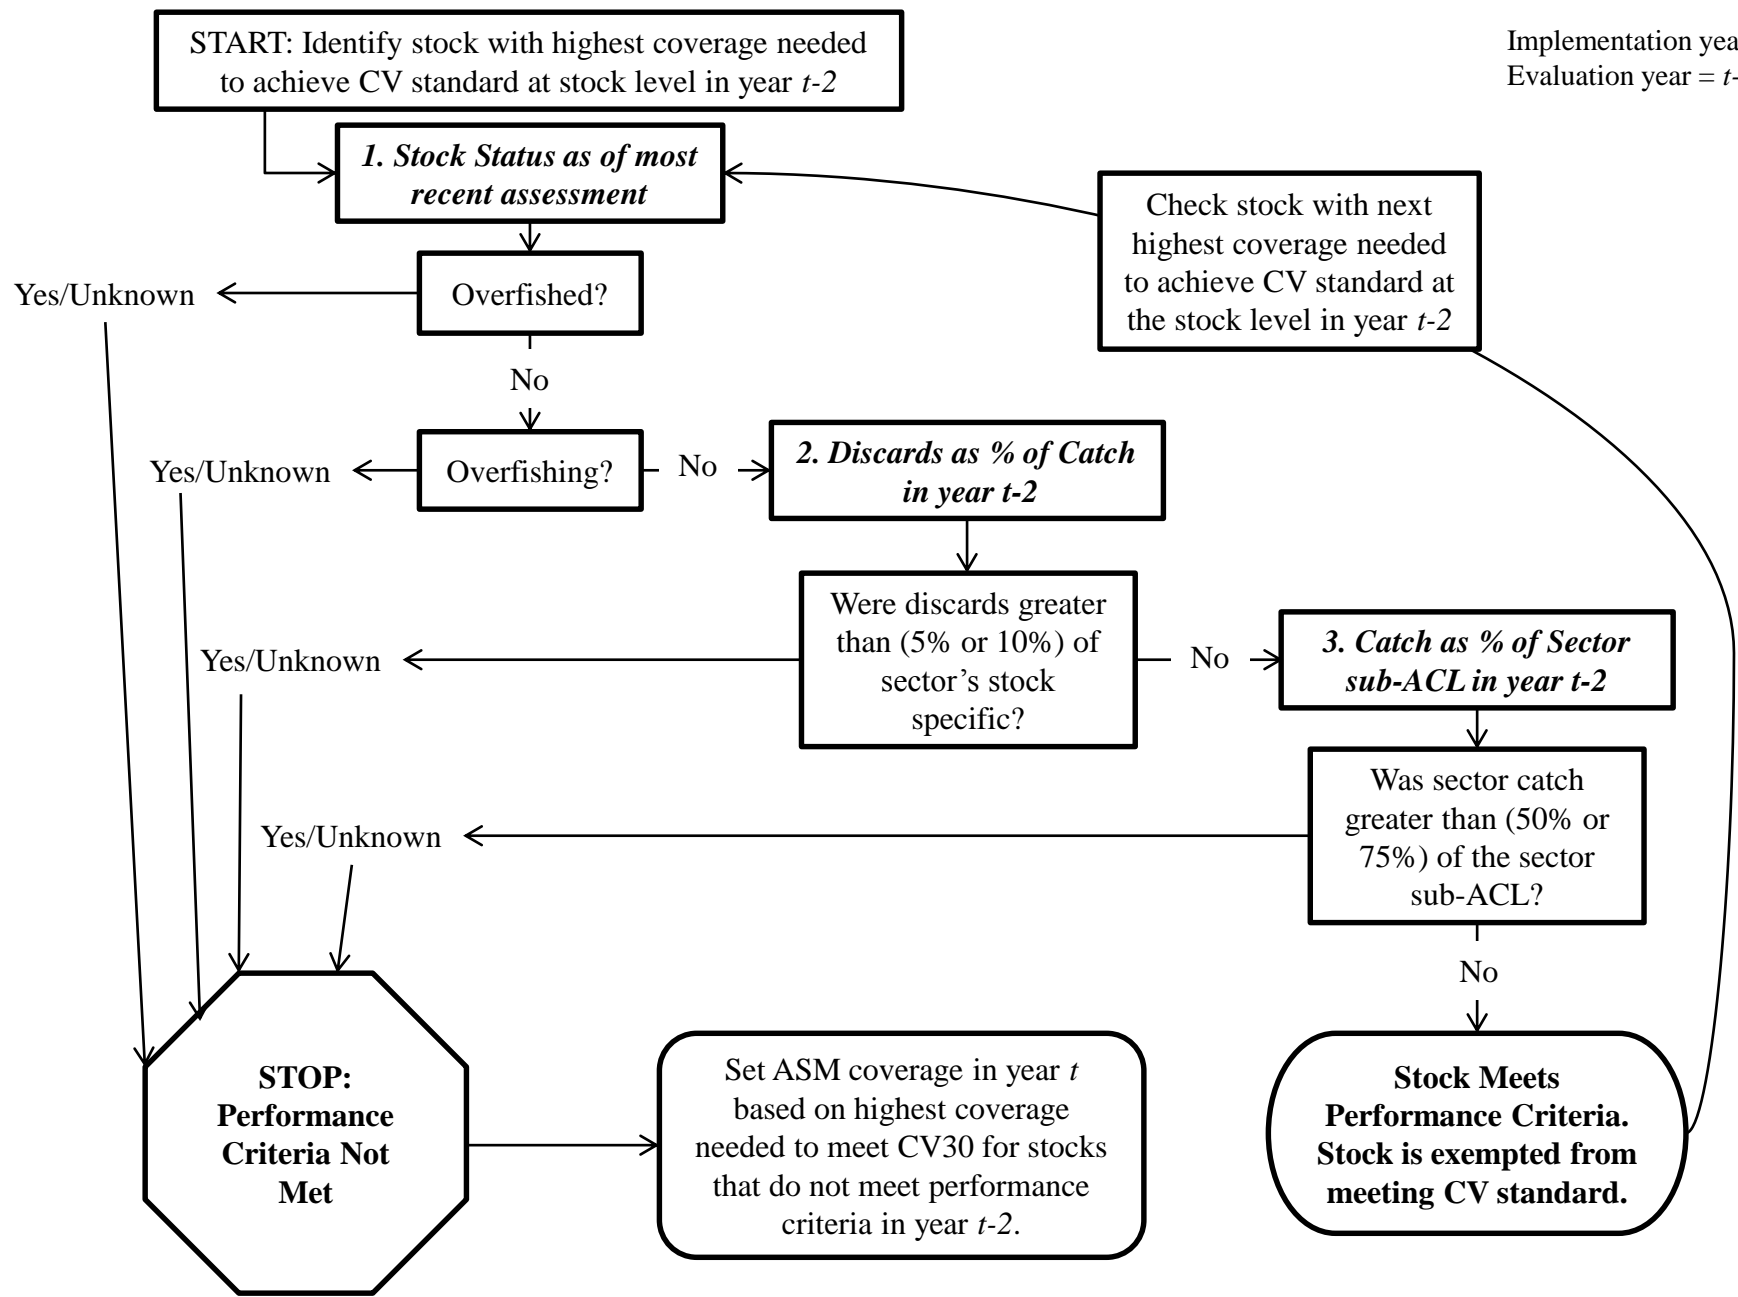 START: Identify stock with highest coverage needed
to achieve CV standard at stock level in year t-2
Implementation
Evaluation year =
1. Stock Status as of most
recent assessment
Check stock with next
highest coverage needed
to achieve CV standard at
the stock level in year t-2
Yes/Unknown
Overfished?
No
Yes/Unknown
Overfishing?
No
2. Discards as % of Catch
in year t-2
Were discards greater
than (5% or 10%) of
sector’s stock
specific?
Yes/Unknown
No
3. Catch as % of Sector
sub-ACL in year t-2
Was sector catch
greater than (50% or
75%) of the sector
sub-ACL?
Yes/Unknown
No
STOP:
Performance
Criteria Not
Met
Set ASM coverage in year t
based on highest coverage
needed to meet CV30 for stocks
that do not meet performance
criteria in year t-2.
Stock Meets
Performance Criteria.
Stock is exempted from
meeting CV standard.